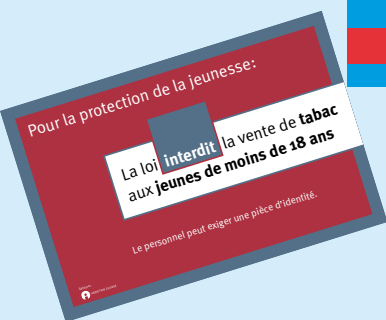 Pour la protection de la jeunesse:
La loi interdit la vente de tabac
aux jeunes de moins de 18 ans
Le personnel peut exiger une pièce d'identité.